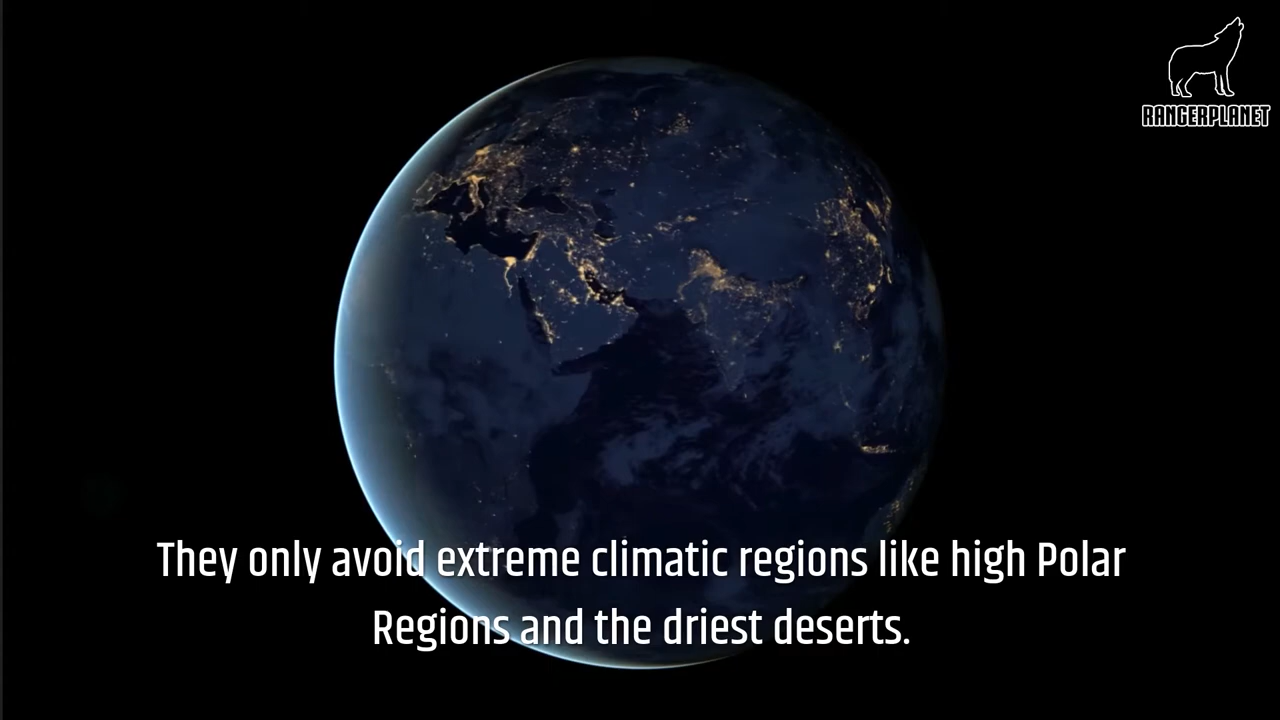 RANGERPLANET
They only avoid extreme climatic regions like high Polar
Regions and the driest deserts.